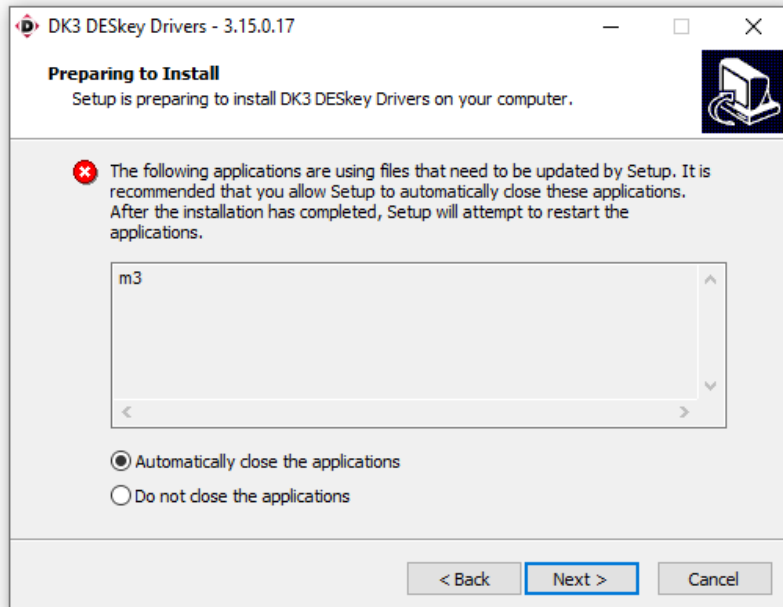 DK3 DESkey Drivers - 3.15.0.17
Preparing to Install
Setup is preparing to install DK3 DESkey Drivers on your computer.
The following applications are using files that need to be updated by Setup. It is
recommended that you allow Setup to automatically close these applications.
After the installation has completed, Setup will attempt to restart the
applications.
m3
Automatically close the applications
Do not close the applications
< Back
Next >
Cancel